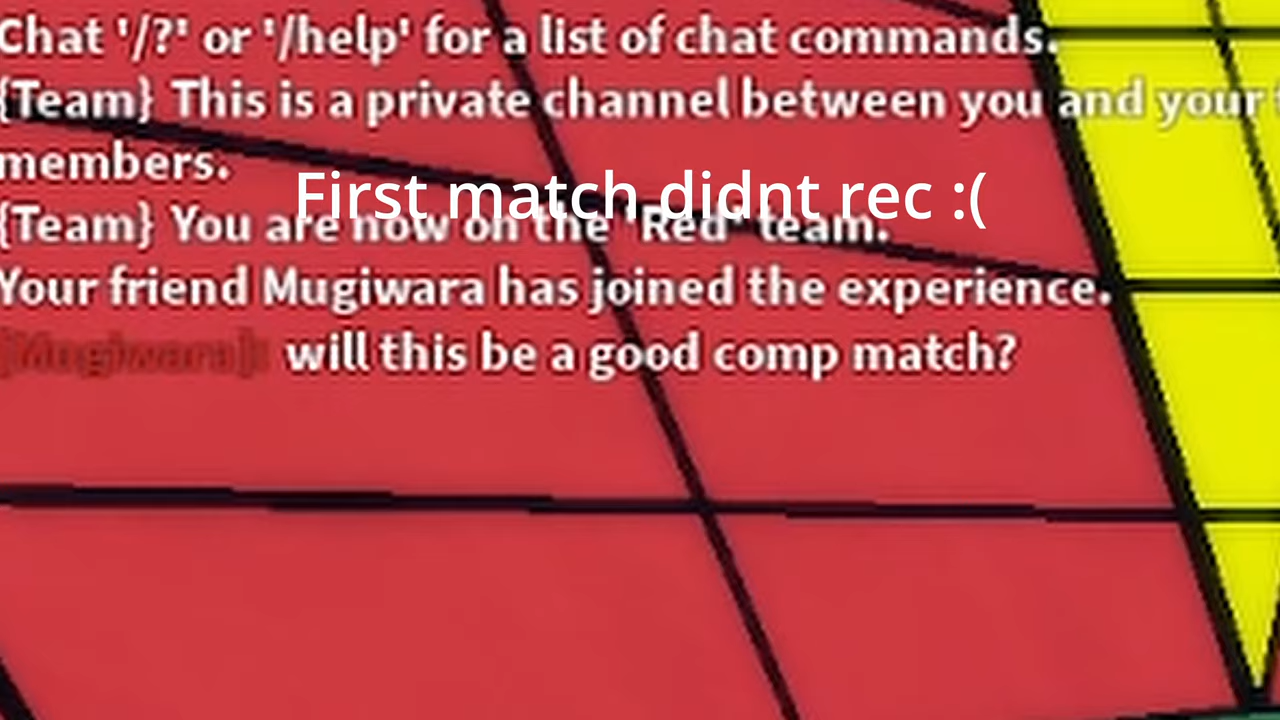 Chat '/?' or '/help' for a list of chat commands.
{Team} This is a private channel between you and your
members.
First match didnt rec :(
{Team} You are now on the 'Red' team.
Your friend Mugiwara has joined the experience.
[Mugiwara]: will this be a good comp match?